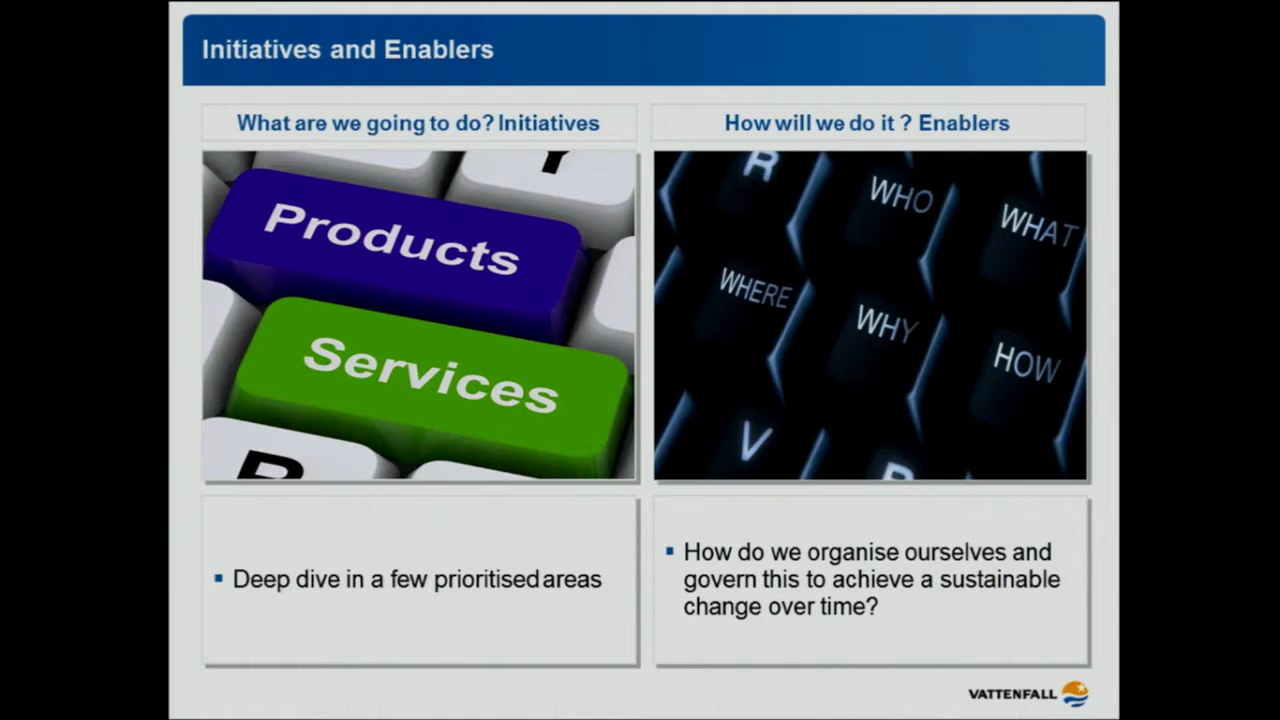 Initiatives and Enablers
What are we going to do? Initiatives
How will we do it ? Enablers
Y
Products
Services
B
R
WHO
WHAT
WHERE
WHY
HOW
V
B
▪ Deep dive in a few prioritised areas
▪ How do we organise ourselves and
govern this to achieve a sustainable
change over time?
VATTENFALL